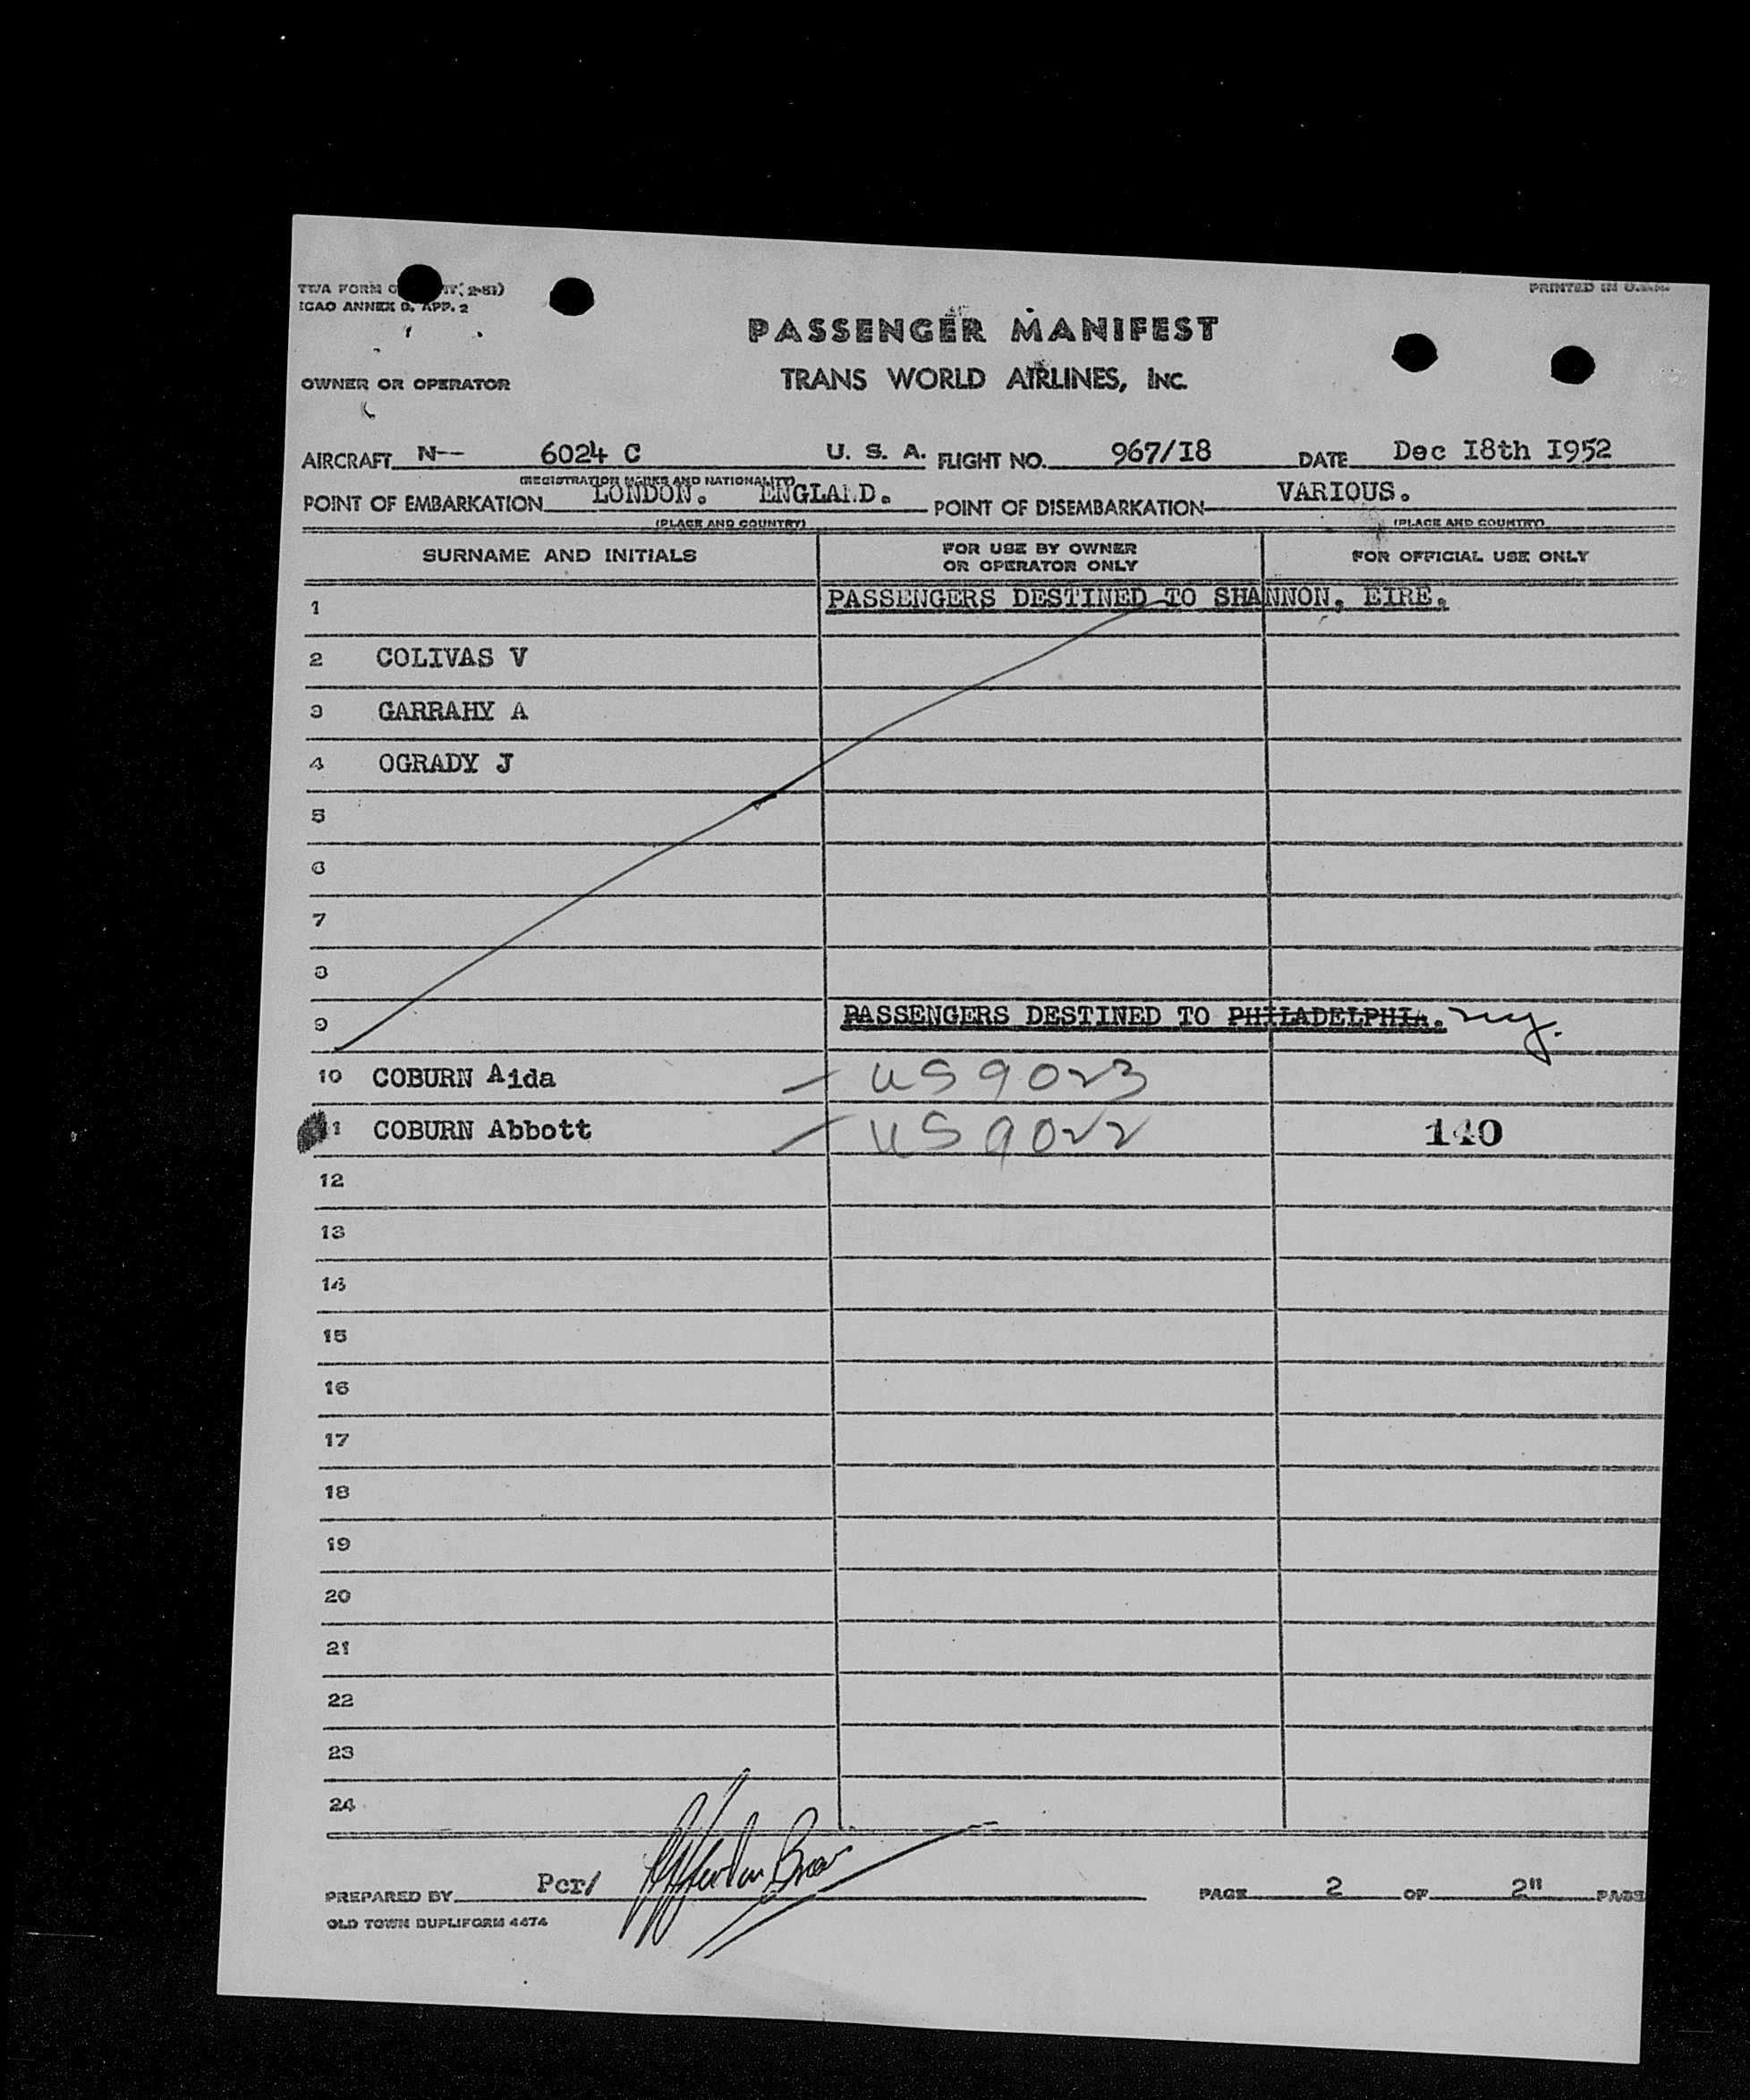 TWA FORM (2-51)
ICAO ANNEX 9, APP. 2
PRINTED IN U.S.A.
PASSENGER MANIFEST
OWNER OR OPERATOR TRANS WORLD AIRLINES, INC.
AIRCRAFT N-- 6024 C U. S. A. FLIGHT NO. 967/I8 DATE Dec I8th I952
(REGISTRATION MARKS AND NATIONALITY)
POINT OF EMBARKATION LONDON. ENGLAND. POINT OF DISEMBARKATION VARIOUS.
(PLACE AND COUNTRY) (PLACE AND COUNTRY)
SURNAME AND INITIALS FOR USE BY OWNER OR OPERATOR ONLY FOR OFFICIAL USE ONLY
1 PASSENGERS DESTINED TO SHANNON, EIRE.
2 COLIVAS V
3 GARRAHY A
4 OGRADY J
5
6
7
8
9 PASSENGERS DESTINED TO PHILADELPHIA. NY.
10 COBURN Aida US 9023
11 COBURN Abbott US 9022 140
12
13
14
15
16
17
18
19
20
21
22
23
24
PREPARED BY Per/ PAGE 2 OF 2" PAGE
OLD TOWN DUPLIFORM 4474